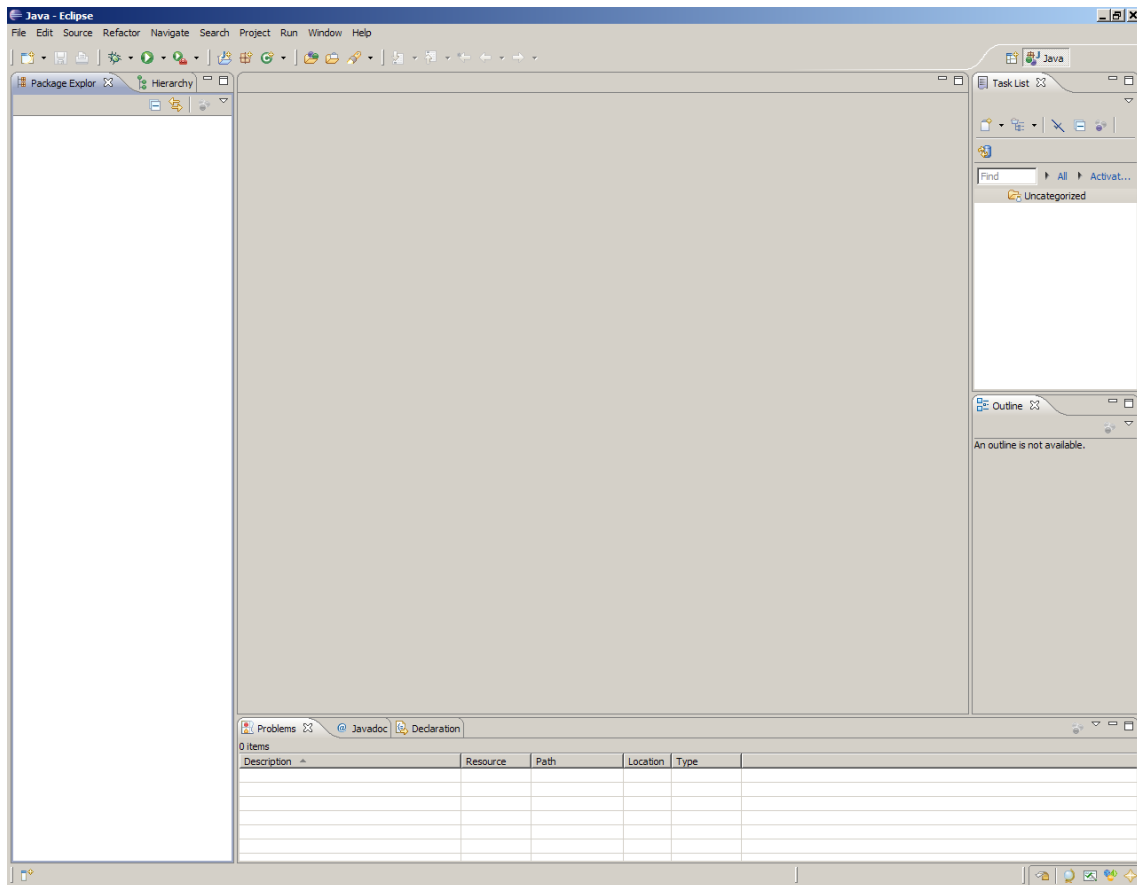 Java - Eclipse
File Edit Source Refactor Navigate Search Project Run Window Help
Java
Package Explor
Hierarchy
Task List
Find
All
Activat...
Uncategorized
Outline
An outline is not available.
Problems
@ Javadoc
Declaration
0 items
Description Resource Path Location Type